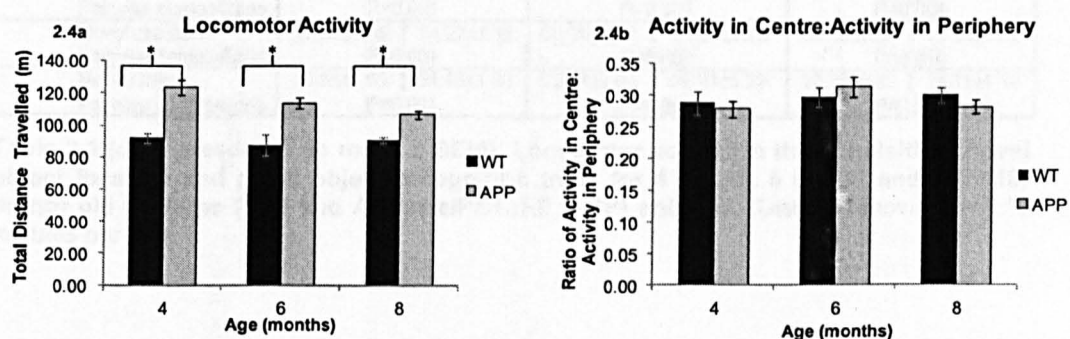 2.4a
Locomotor Activity
Total Distance Travelled (m)
140.00
120.00
100.00
80.00
60.00
40.00
20.00
0.00
*
*
*
WT
APP
4
6
8
Age (months)
2.4b
Activity in Centre:Activity in Periphery
Ratio of Activity in Centre:
Activity in Periphery
0.40
0.35
0.30
0.25
0.20
0.15
0.10
0.05
0.00
WT
APP
4
6
8
Age (months)